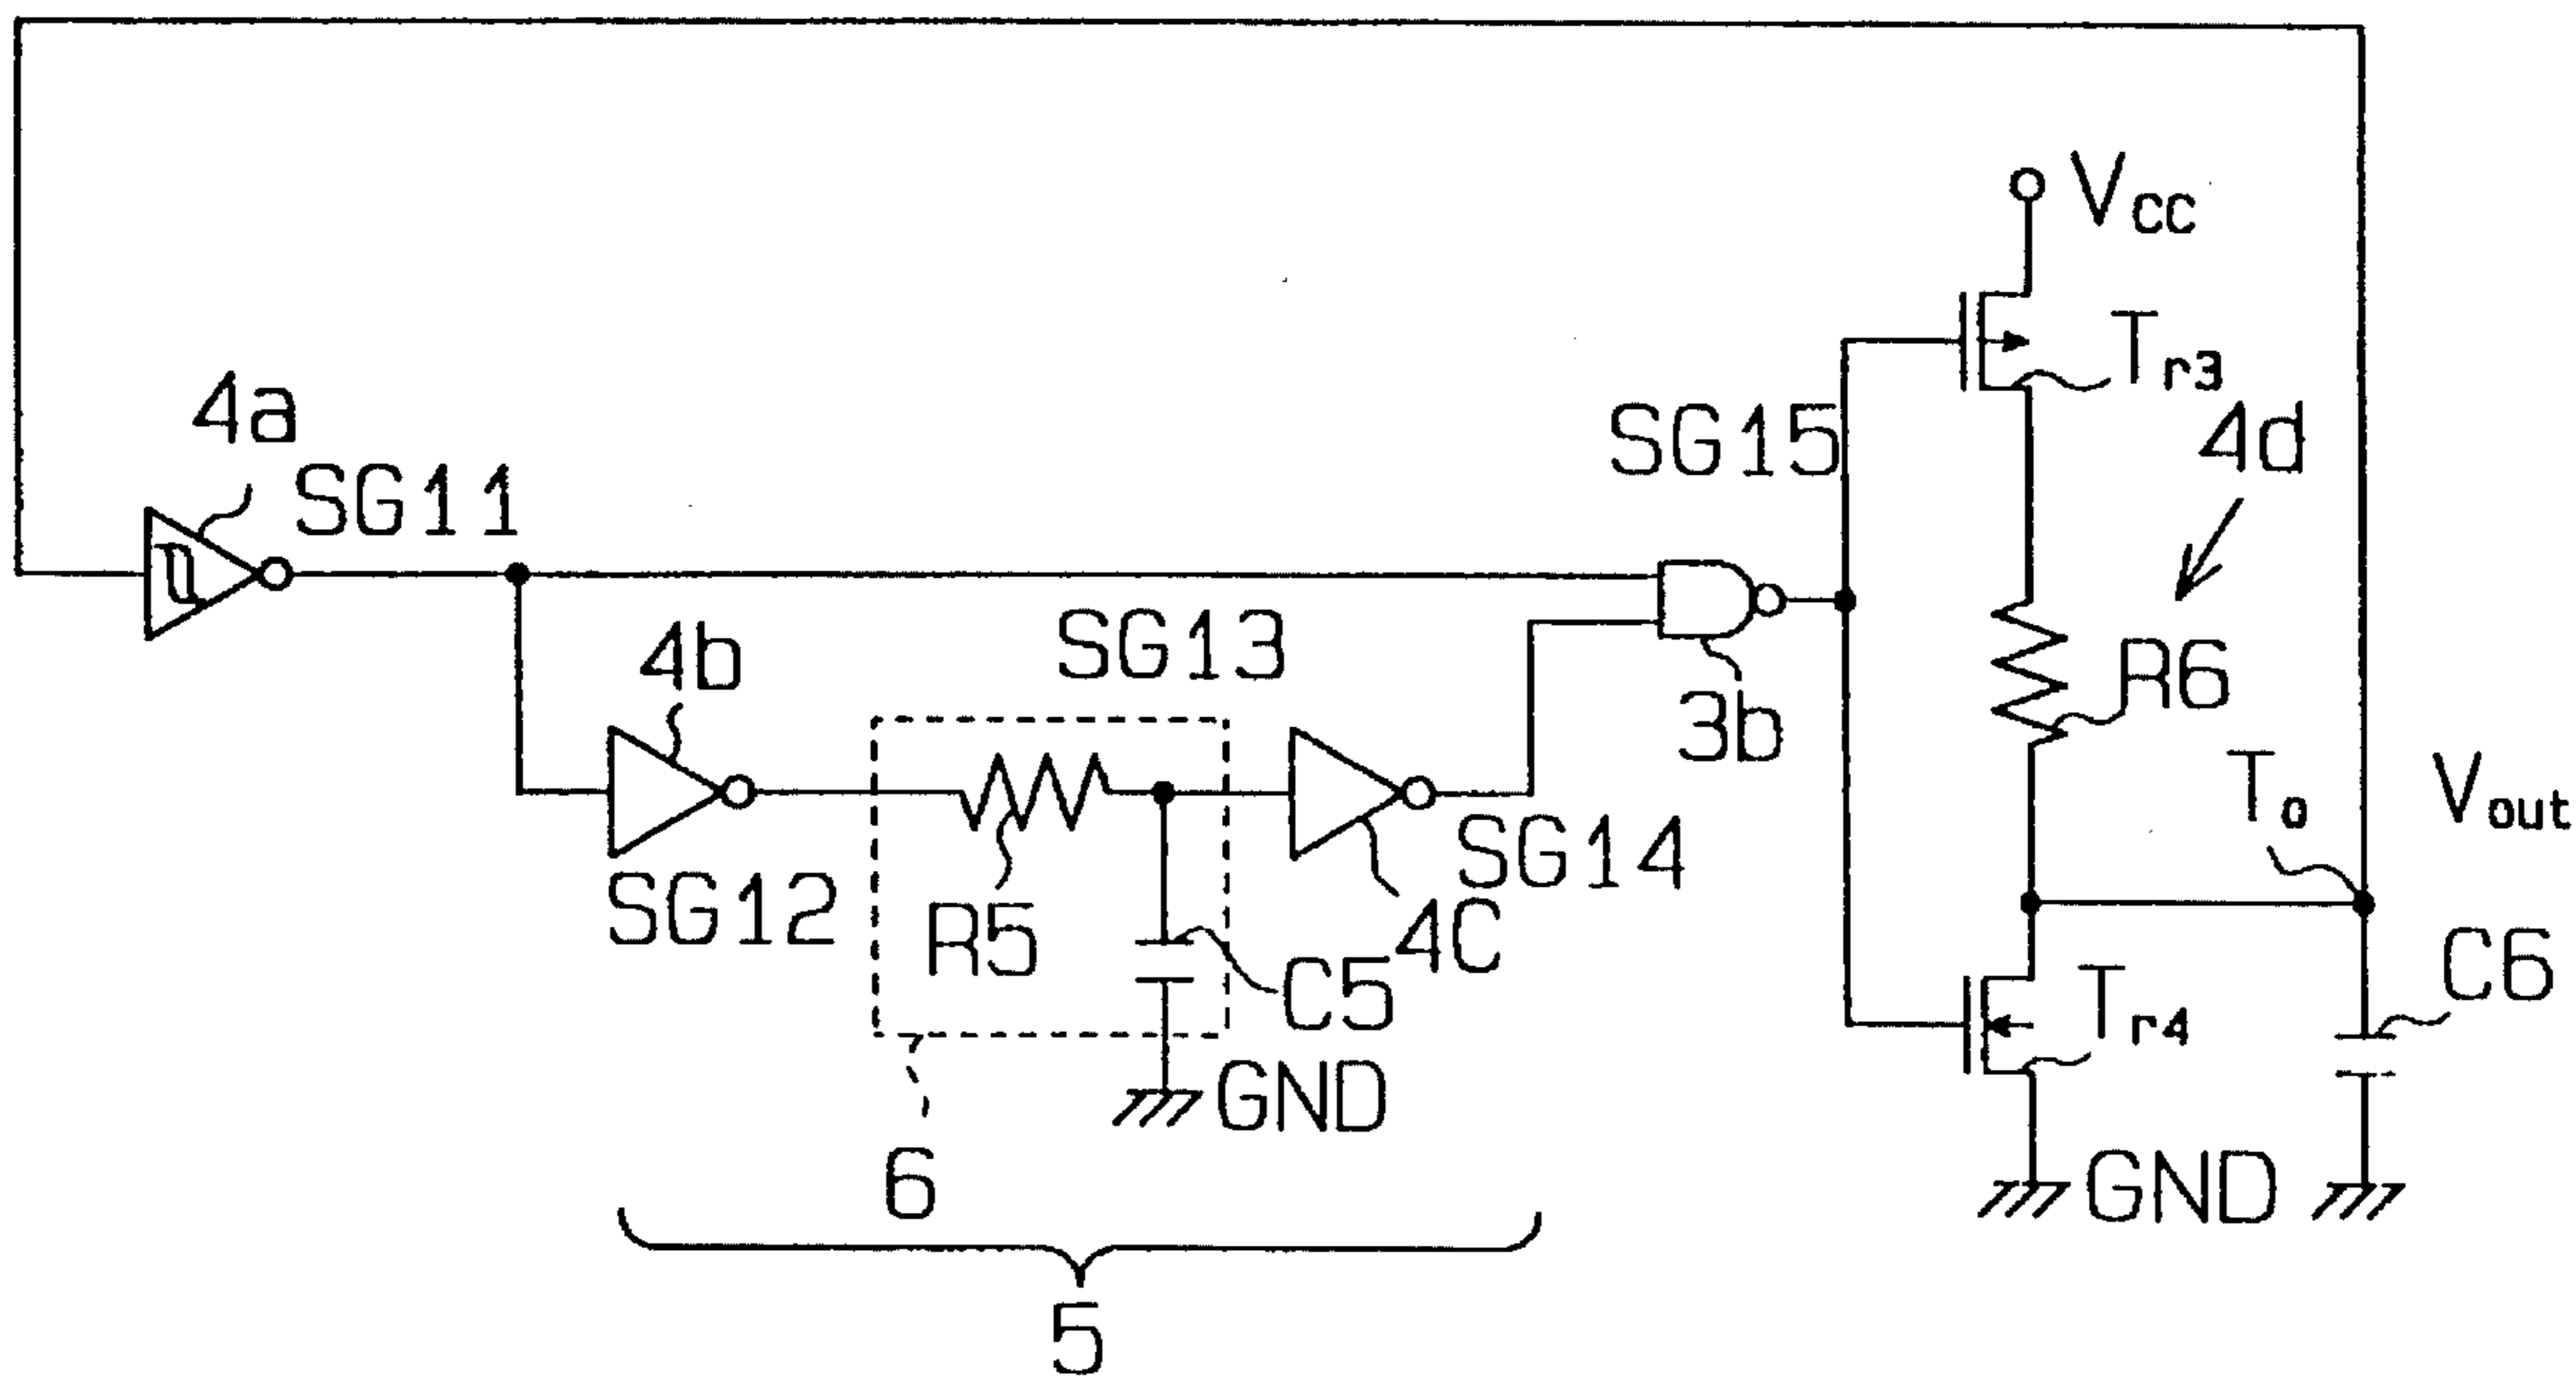 Vcc
Tr3
4a
SG11
SG15
4d
4b
SG13
3b
R6
To
Vout
SG12
R5
C5
4C
SG14
Tr4
C6
GND
6
GND
5